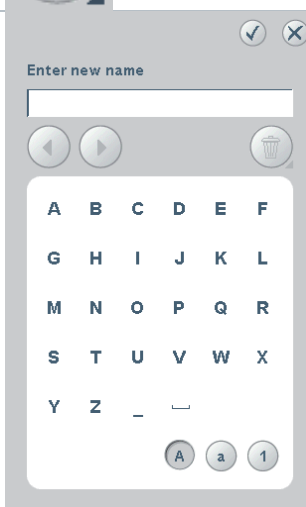 Enter new name
A B C D E F
G H I J K L
M N O P Q R
S T U V W X
Y Z _
A a 1